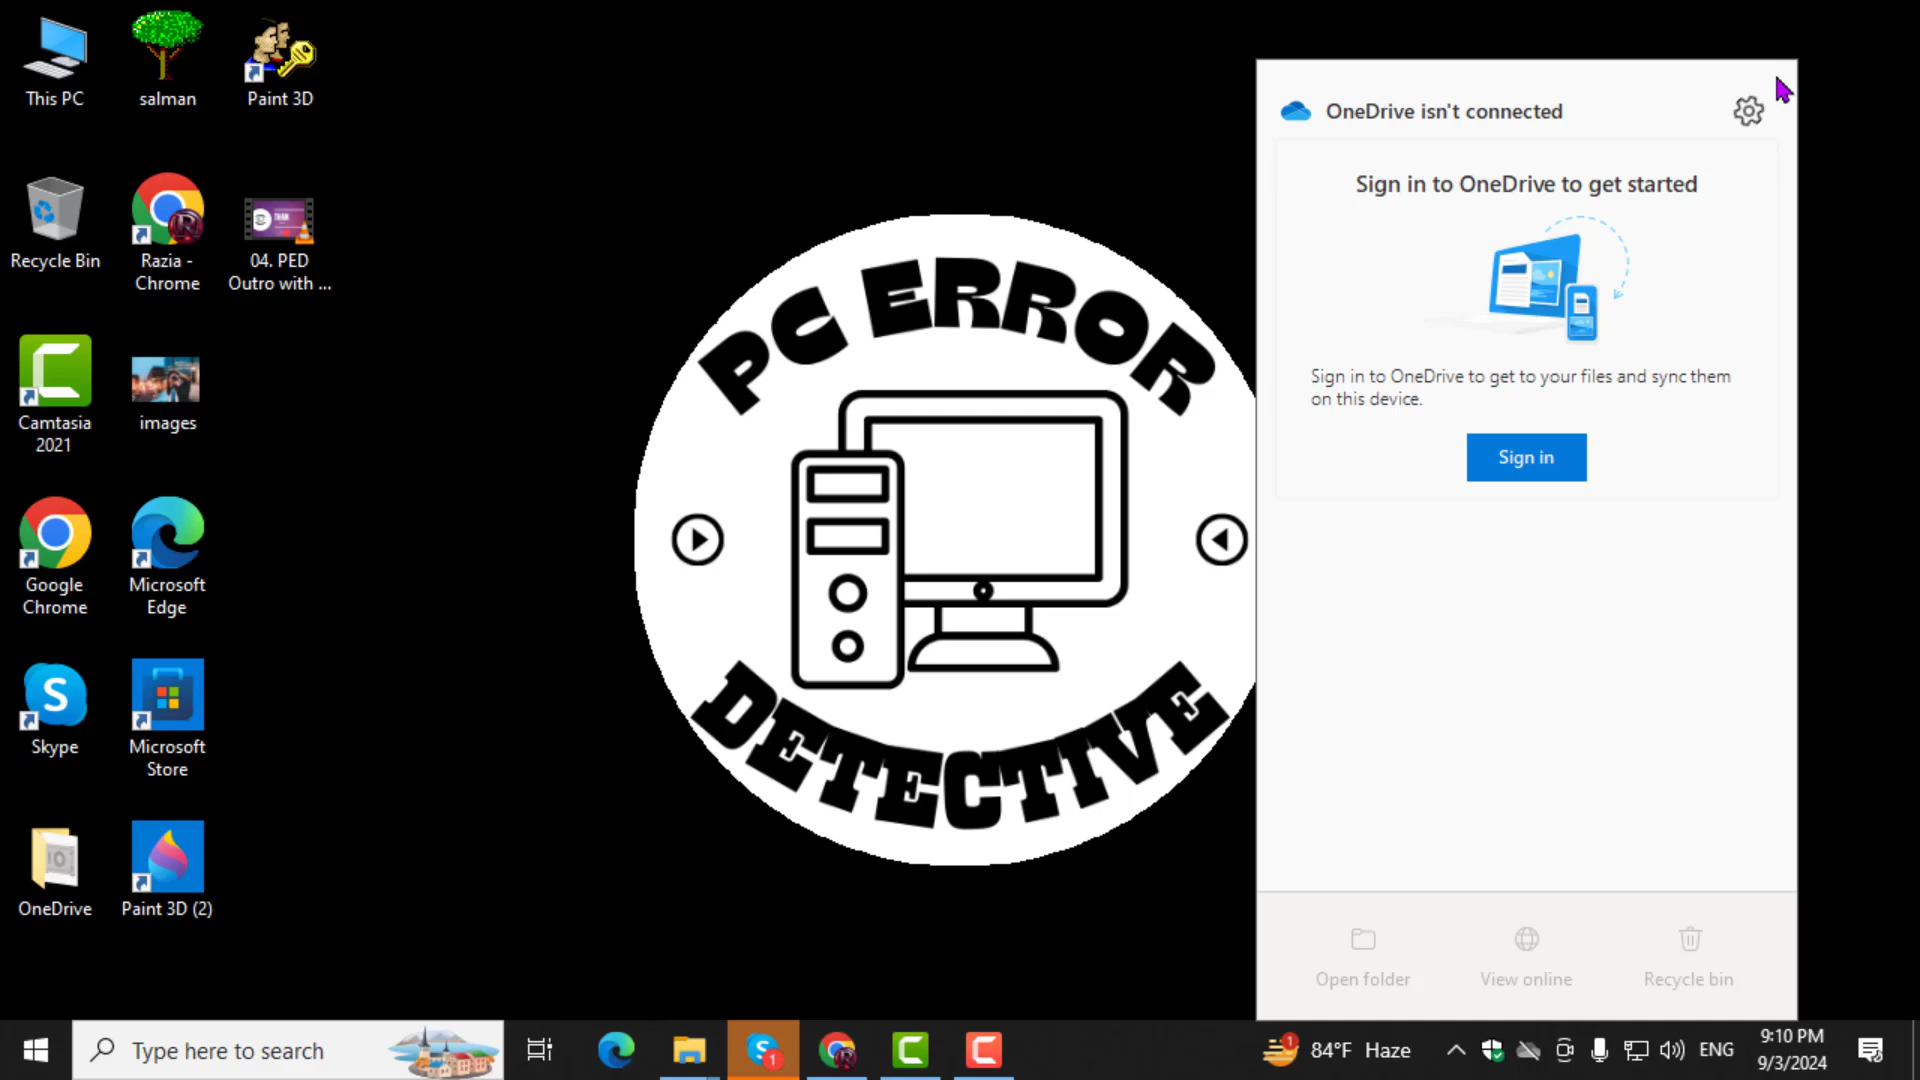 This PC
salman
Paint 3D
Recycle Bin
Razia -
Chrome
04. PED
Outro with ...
Camtasia
2021
images
Google
Chrome
Microsoft
Edge
Skype
Microsoft
Store
OneDrive
Paint 3D (2)
PC ERROR
DETECTIVE
OneDrive isn't connected
Sign in to OneDrive to get started
Sign in to OneDrive to get to your files and sync them
on this device.
Sign in
Open folder
View online
Recycle bin
Type here to search
1
1
84°F Haze
ENG
9:10 PM
9/3/2024